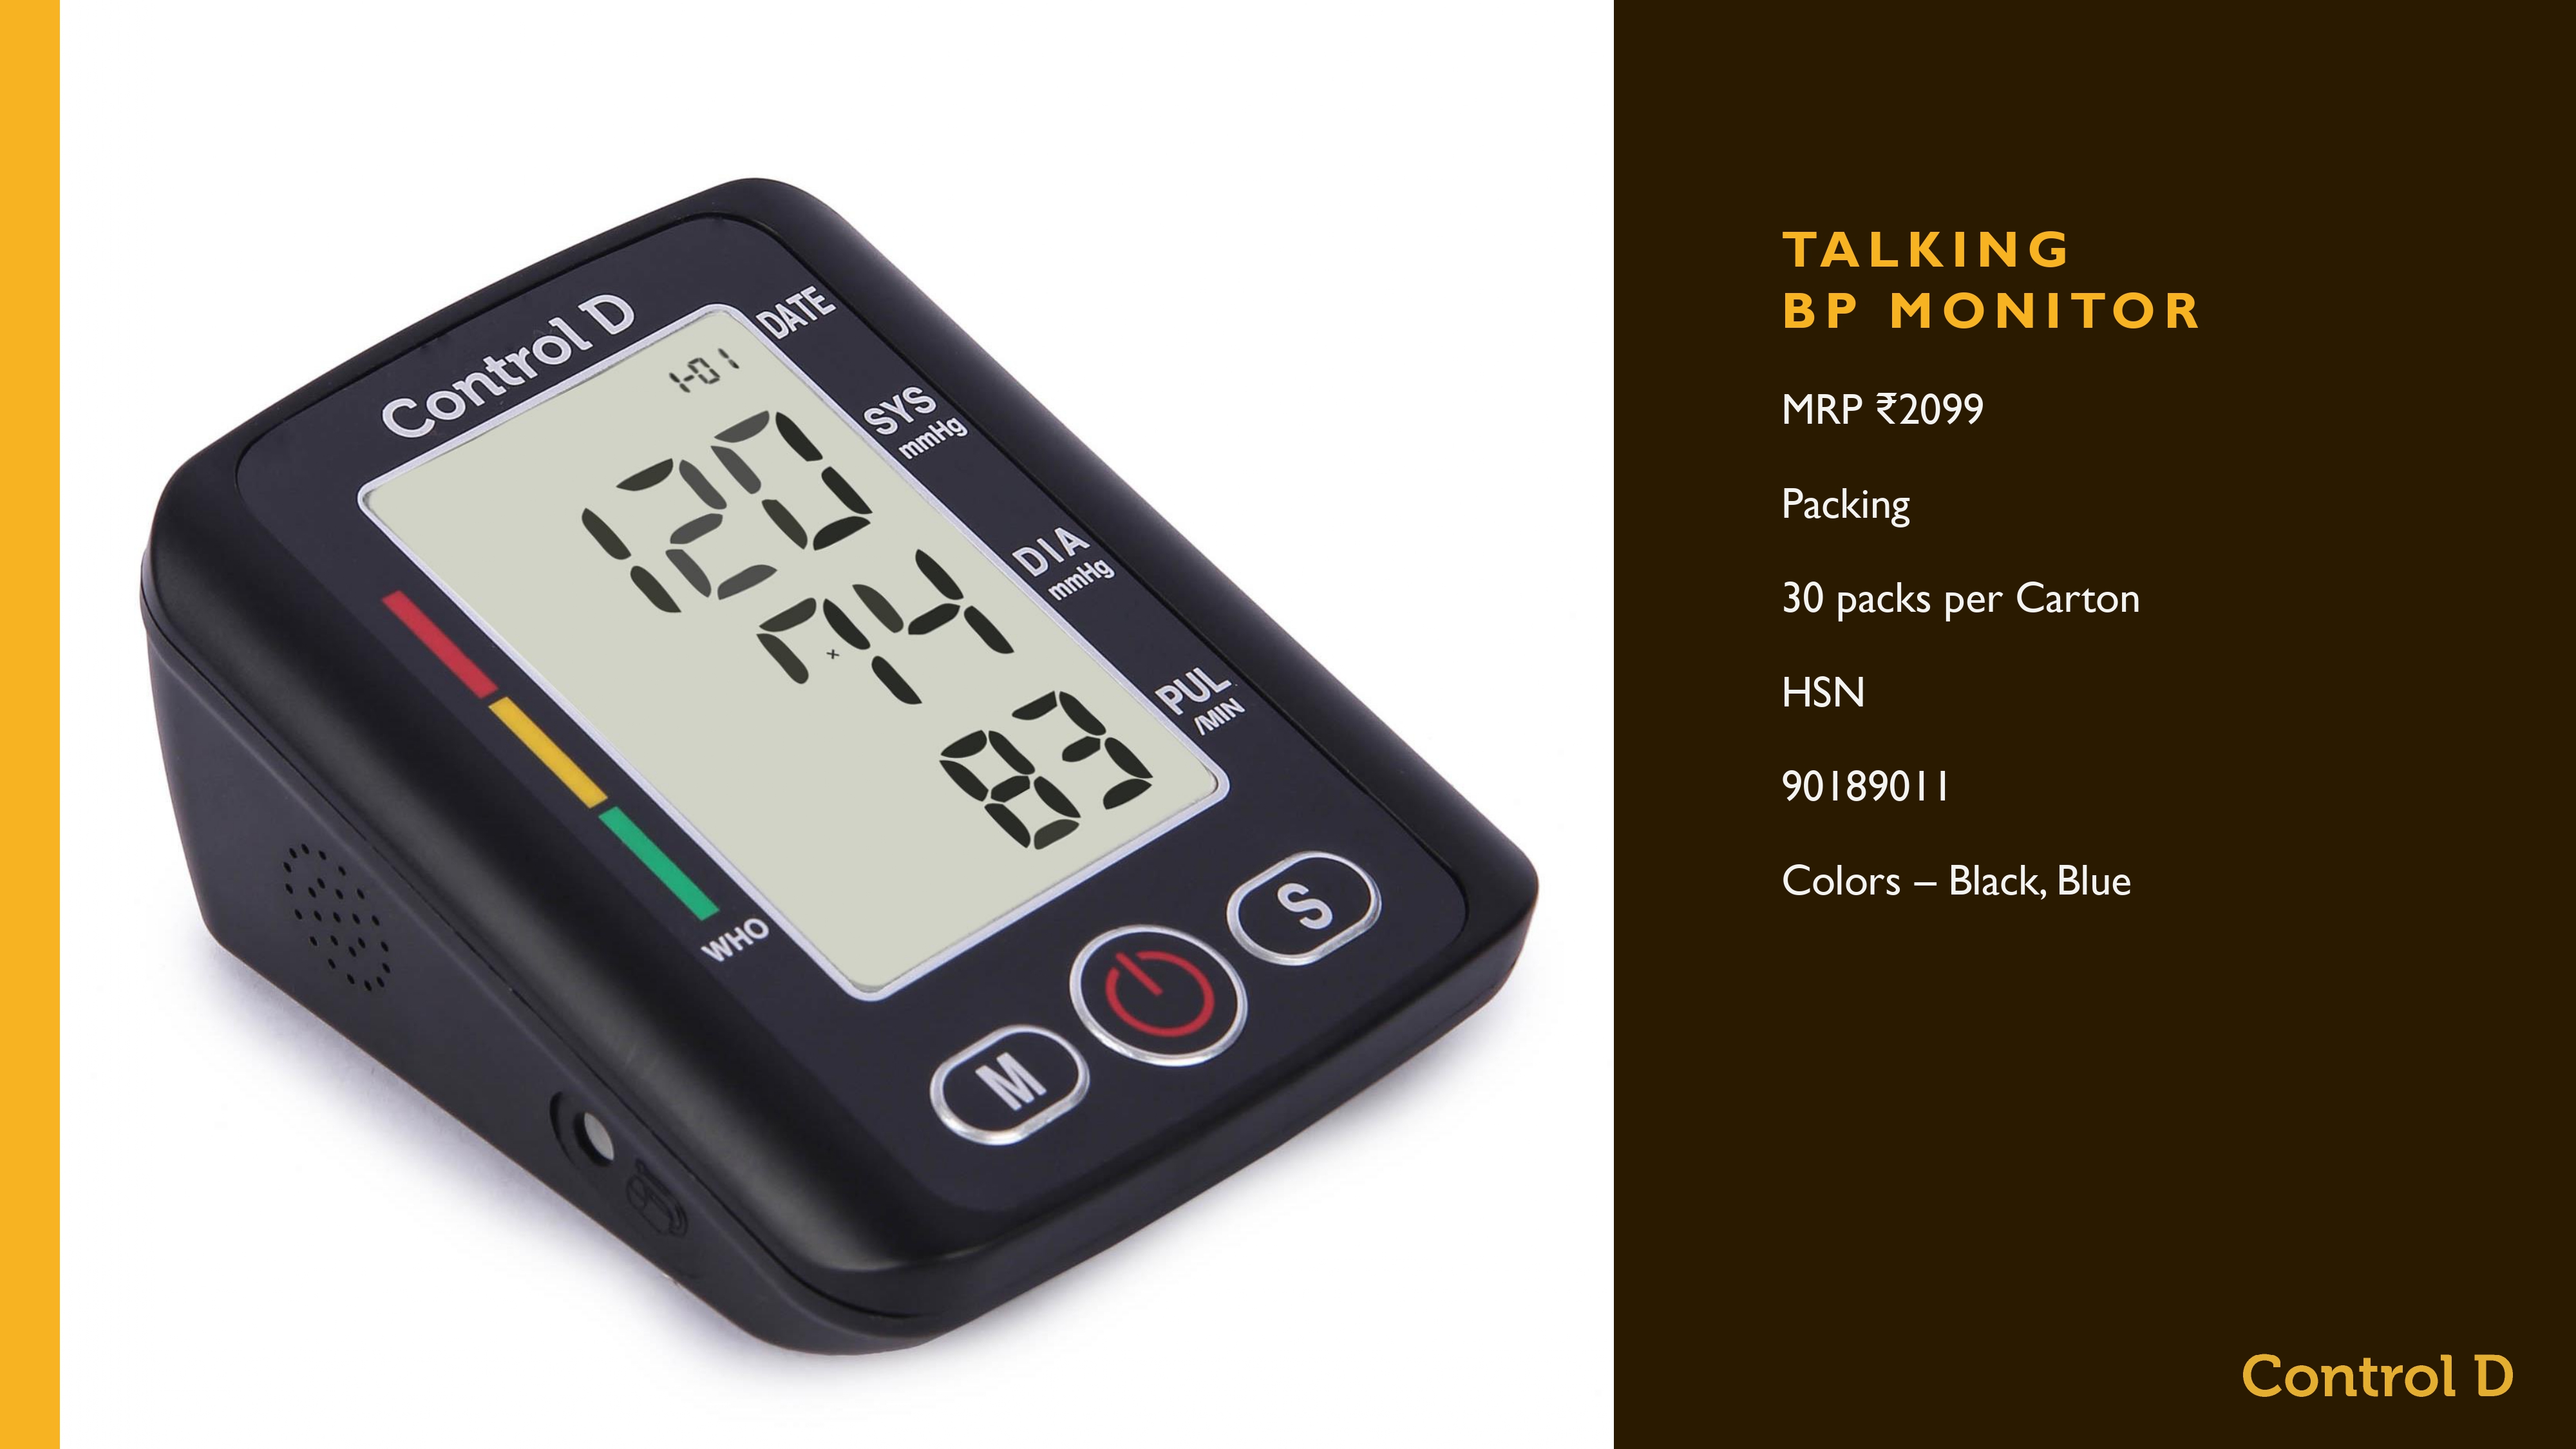 Control D
DATE
1-01
SYS
mmHg
120
DIA
mmHg
74
PUL
/MIN
83
WHO
M
S
TALKING
BP MONITOR
MRP ₹2099
Packing
30 packs per Carton
HSN
90189011
Colors – Black, Blue
Control D